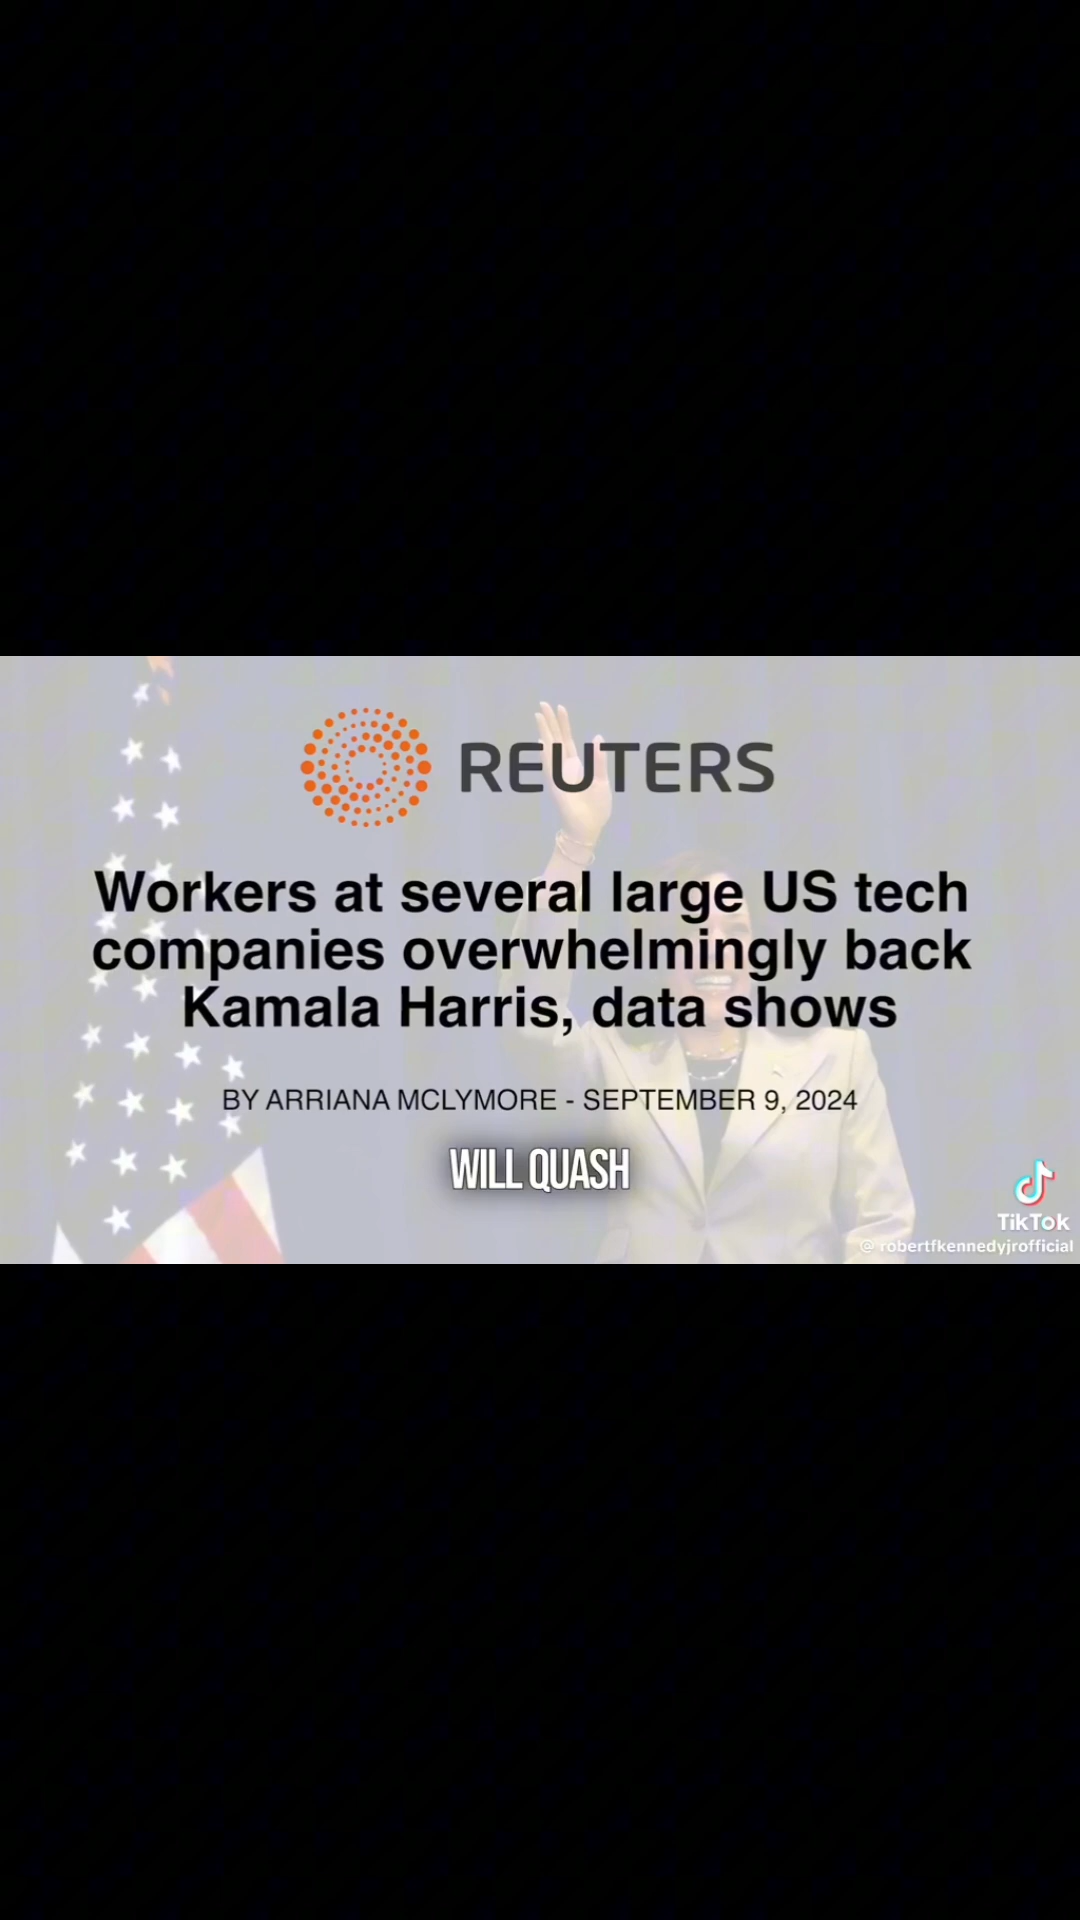 REUTERS
Workers at several large US tech
companies overwhelmingly back
Kamala Harris, data shows
BY ARRIANA MCLYMORE - SEPTEMBER 9, 2024
WILL QUASH
TikTok
@robertfkennedyjrofficial